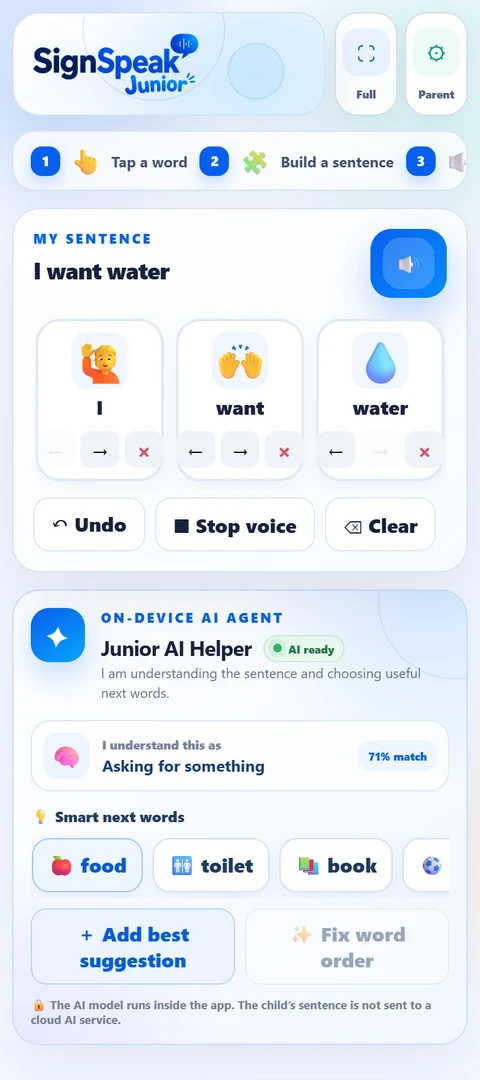 SignSpeak
Junior
Full
Parent
1 Tap a word 2 Build a sentence 3
MY SENTENCE
I want water
I want water
← → × ← → × ← → ×
Undo Stop voice Clear
ON-DEVICE AI AGENT
Junior AI Helper AI ready
I am understanding the sentence and choosing useful
next words.
I understand this as
Asking for something
71% match
Smart next words
food toilet book
+ Add best
suggestion
Fix word
order
The AI model runs inside the app. The child's sentence is not sent to a
cloud AI service.